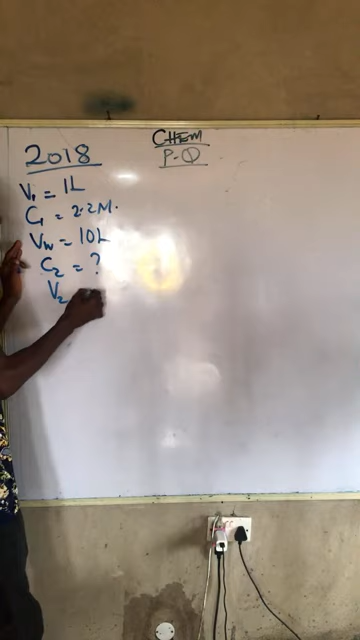 CHEM
P-Q
2018
V₁ = 1L
C₁ = 2.2M.
Vw = 10L
C₂ = ?
V₂